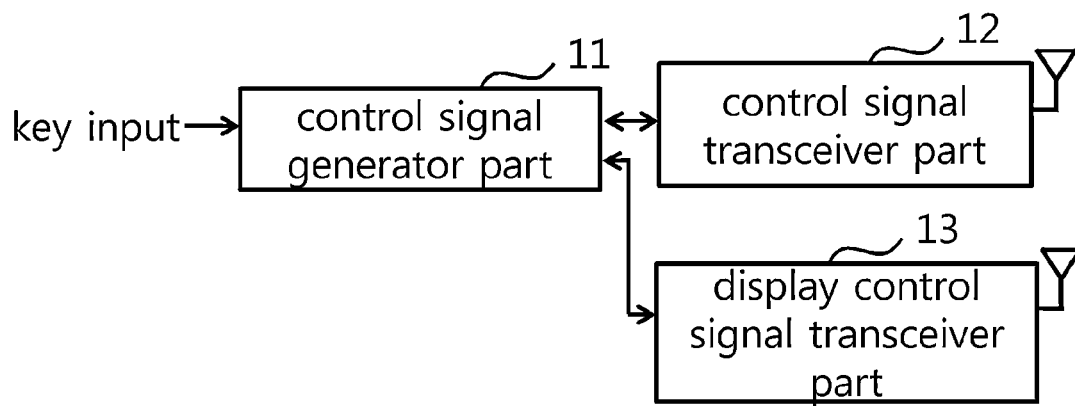 11
12
key input
control signal
generator part
control signal
transceiver part
13
display control
signal transceiver
part